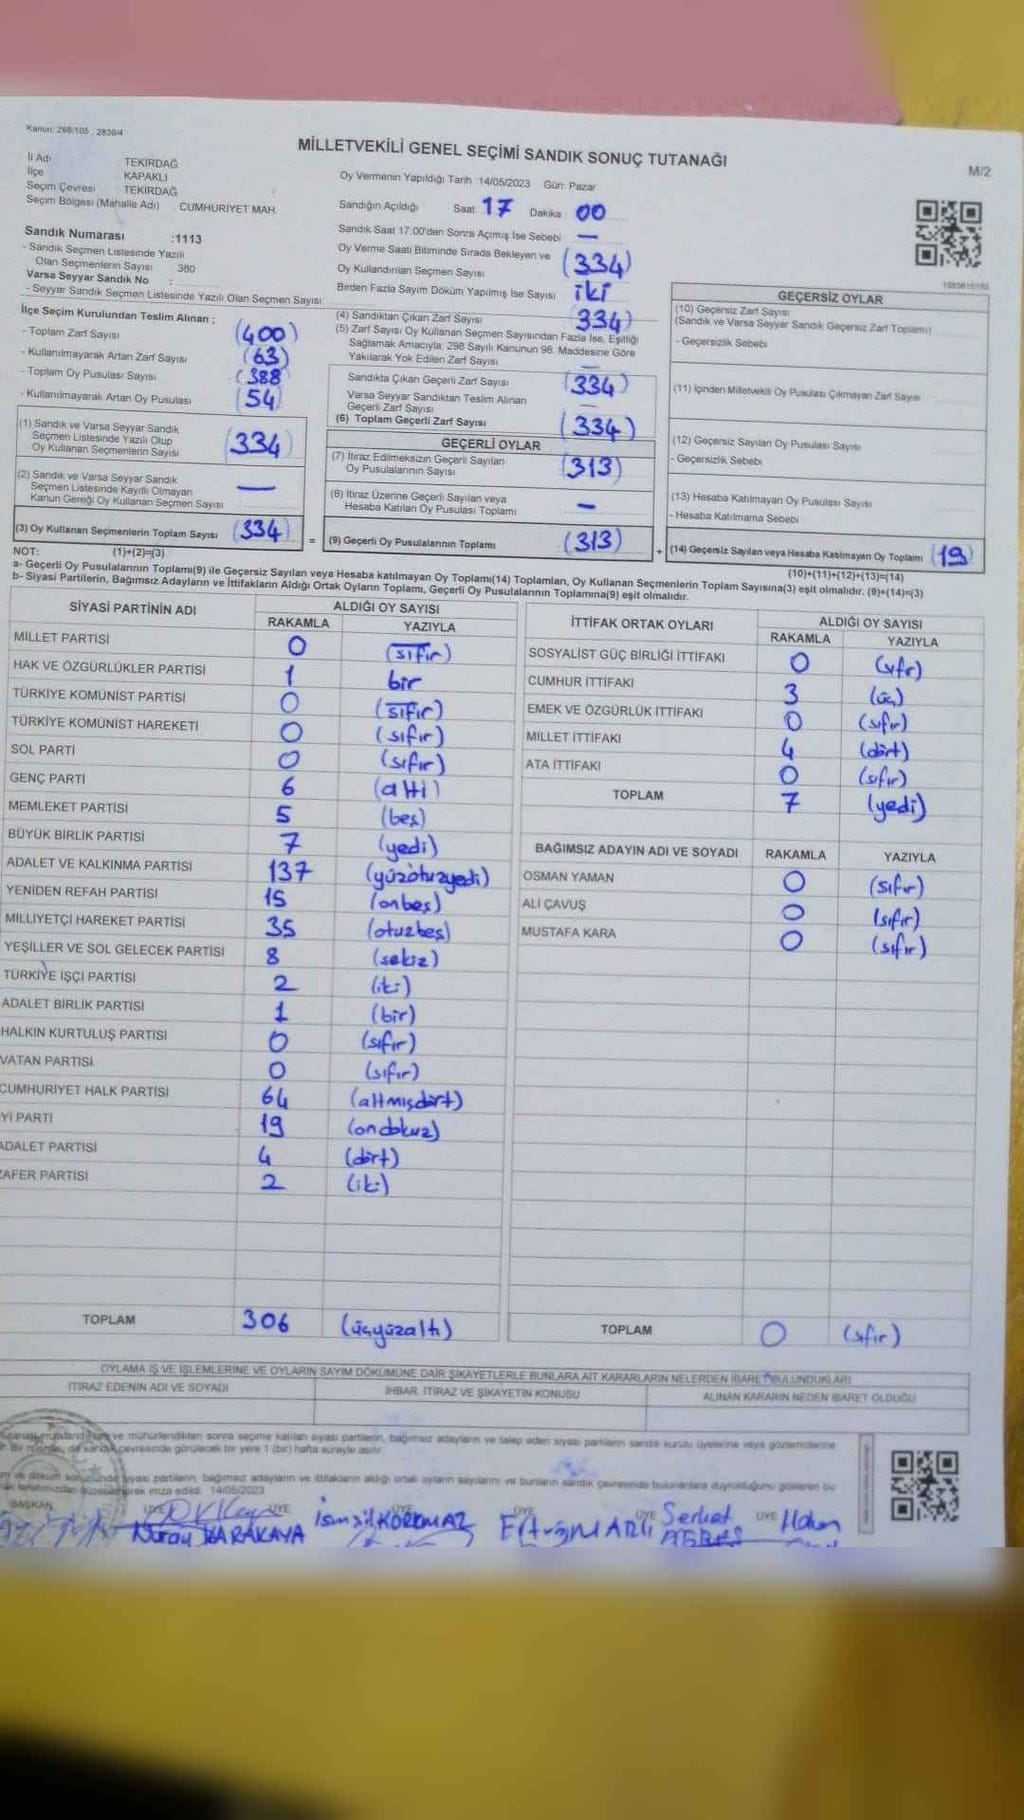 Kanun: 298/105 , 2839/4
MİLLETVEKİLİ GENEL SEÇİMİ SANDIK SONUÇ TUTANAĞI
M/2
İl Adı TEKİRDAĞ
İlçe KAPAKLI
Seçim Çevresi TEKİRDAĞ
Seçim Bölgesi (Mahalle Adı) CUMHURİYET MAH.
Sandık Numarası :1113
- Sandık Seçmen Listesinde Yazılı
Olan Seçmenlerin Sayısı 380
Varsa Seyyar Sandık No :
- Seyyar Sandık Seçmen Listesinde Yazılı Olan Seçmen Sayısı:
Oy Vermenin Yapıldığı Tarih :14/05/2023 Gün: Pazar
Sandığın Açıldığı Saat: 17 Dakika 00
Sandık Saat 17:00'den Sonra Açımış İse Sebebi —
Oy Verme Saati Bitiminde Sırada Bekleyen ve
Oy Kullandırılan Seçmen Sayısı (334)
Birden Fazla Sayım Döküm Yapılmış İse Sayısı iki
İlçe Seçim Kurulundan Teslim Alınan ;
- Toplam Zarf Sayısı (400)
- Kullanılmayarak Artan Zarf Sayısı (63)
- Toplam Oy Pusulası Sayısı (388
- Kullanılmayarak Artan Oy Pusulası (54)
(1) Sandık ve Varsa Seyyar Sandık
Seçmen Listesinde Yazılı Olup
Oy Kullanan Seçmenlerin Sayısı (334)
(2) Sandık ve Varsa Seyyar Sandık
Seçmen Listesinde Kayıtlı Olmayan
Kanun Gereği Oy Kullanan Seçmen Sayısı —
(3) Oy Kullanan Seçmenlerin Toplam Sayısı (334)
(4) Sandıktan Çıkan Zarf Sayısı 334)
(5) Zarf Sayısı Oy Kullanan Seçmen Sayısından Fazla İse, Eşitliği
Sağlamak Amacıyla; 298 Sayılı Kanunun 98. Maddesine Göre
Yakılarak Yok Edilen Zarf Sayısı —
Sandıkta Çıkan Geçerli Zarf Sayısı (334)
Varsa Seyyar Sandıktan Teslim Alınan
Geçerli Zarf Sayısı —
(6) Toplam Geçerli Zarf Sayısı (334)
GEÇERLİ OYLAR
(7) İtiraz Edilmeksizin Geçerli Sayılan
Oy Pusulalarının Sayısı (313)
(8) İtiraz Üzerine Geçerli Sayılan veya
Hesaba Katılan Oy Pusulası Toplamı —
= (9) Geçerli Oy Pusulalarının Toplamı (313)
GEÇERSİZ OYLAR
(10) Geçersiz Zarf Sayısı
(Sandık ve Varsa Seyyar Sandık Geçersiz Zarf Toplamı)
- Geçersizlik Sebebi
(11) İçinden Milletvekili Oy Pusulası Çıkmayan Zarf Sayısı
(12) Geçersiz Sayılan Oy Pusulası Sayısı
- Geçersizlik Sebebi
(13) Hesaba Katılmayan Oy Pusulası Sayısı
- Hesaba Katılmama Sebebi
+ (14) Geçersiz Sayılan veya Hesaba Katılmayan Oy Toplamı (19)
NOT: (1)+(2)=(3)
(10)+(11)+(12)+(13)=(14)
a- Geçerli Oy Pusulalarının Toplamı(9) ile Geçersiz Sayılan veya Hesaba katılmayan Oy Toplamı(14) Toplamları, Oy Kullanan Seçmenlerin Toplam Sayısına(3) eşit olmalıdır. (9)+(14)=(3)
b- Siyasi Partilerin, Bağımsız Adayların ve İttifakların Aldığı Ortak Oyların Toplamı, Geçerli Oy Pusulalarının Toplamına(9) eşit olmalıdır.
SİYASİ PARTİNİN ADI ALDIĞI OY SAYISI
RAKAMLA YAZIYLA
MİLLET PARTİSİ 0 (sıfır)
HAK VE ÖZGÜRLÜKLER PARTİSİ 1 bir
TÜRKİYE KOMÜNİST PARTİSİ 0 (sıfır)
TÜRKİYE KOMÜNİST HAREKETİ 0 (sıfır)
SOL PARTİ 0 (sıfır)
GENÇ PARTİ 6 (altı)
MEMLEKET PARTİSİ 5 (beş)
BÜYÜK BİRLİK PARTİSİ 7 (yedi)
ADALET VE KALKINMA PARTİSİ 137 (yüzotuzyedi)
YENİDEN REFAH PARTİSİ 15 (onbeş)
MİLLİYETÇİ HAREKET PARTİSİ 35 (otuzbeş)
YEŞİLLER VE SOL GELECEK PARTİSİ 8 (sekiz)
TÜRKİYE İŞÇİ PARTİSİ 2 (iki)
ADALET BİRLİK PARTİSİ 1 (bir)
HALKIN KURTULUŞ PARTİSİ 0 (sıfır)
VATAN PARTİSİ 0 (sıfır)
CUMHURİYET HALK PARTİSİ 64 (altmışdört)
Yİ PARTİ 19 (ondokuz)
ADALET PARTİSİ 4 (dört)
ZAFER PARTİSİ 2 (iki)
TOPLAM 306 (üçyüzaltı)
İTTİFAK ORTAK OYLARI ALDIĞI OY SAYISI
RAKAMLA YAZIYLA
SOSYALİST GÜÇ BİRLİĞİ İTTİFAKI 0 (sıfır)
CUMHUR İTTİFAKI 3 (üç)
EMEK VE ÖZGÜRLÜK İTTİFAKI 0 (sıfır)
MİLLET İTTİFAKI 4 (dört)
ATA İTTİFAKI 0 (sıfır)
TOPLAM 7 (yedi)
BAĞIMSIZ ADAYIN ADI VE SOYADI RAKAMLA YAZIYLA
OSMAN YAMAN 0 (sıfır)
ALİ ÇAVUŞ 0 (sıfır)
MUSTAFA KARA 0 (sıfır)
TOPLAM 0 (sıfır)
OYLAMA İŞ VE İŞLEMLERİNE VE OYLARIN SAYIM DÖKÜMÜNE DAİR ŞİKAYETLERLE BUNLARA AİT KARARLARIN NELERDEN İBARET BULUNDUKLARI
İTİRAZ EDENİN ADI VE SOYADI İHBAR İTİRAZ VE ŞİKAYETİN KONUSU ALINAN KARARIN NEDEN İBARET OLDUĞU
ve mühürlendikten sonra seçime katılan siyasi partilerin, bağımsız adayların ve talep eden siyasi partilerin sandık kurulu üyelerine veya gözlemcilerine
çevresinde görülecek bir yere 1 (bir) hafta süreyle asılır.
siyasi partilerin, bağımsız adayların ve ittifakların aldığı ortak oyların sayılarını ve bunların sandık çevresinde bulunanlara duyrulduğunu gösteren bu
imza edildi. 14/05/2023
BAŞKAN ÜYE ÜYE ÜYE ÜYE ÜYE
Nuray KARAKAYA İsmail KORKMAZ Serhat Hakan